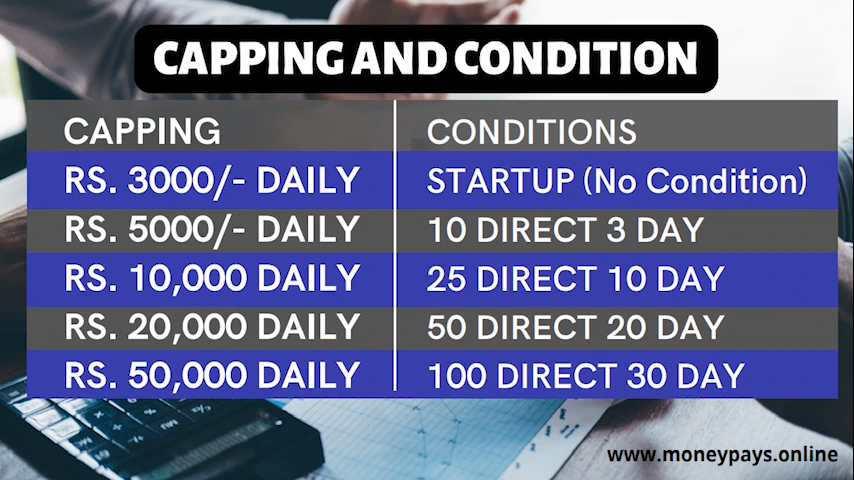 CAPPING AND CONDITION
CAPPING CONDITIONS
RS. 3000/- DAILY STARTUP (No Condition)
RS. 5000/- DAILY 10 DIRECT 3 DAY
RS. 10,000 DAILY 25 DIRECT 10 DAY
RS. 20,000 DAILY 50 DIRECT 20 DAY
RS. 50,000 DAILY 100 DIRECT 30 DAY
www.moneypays.online